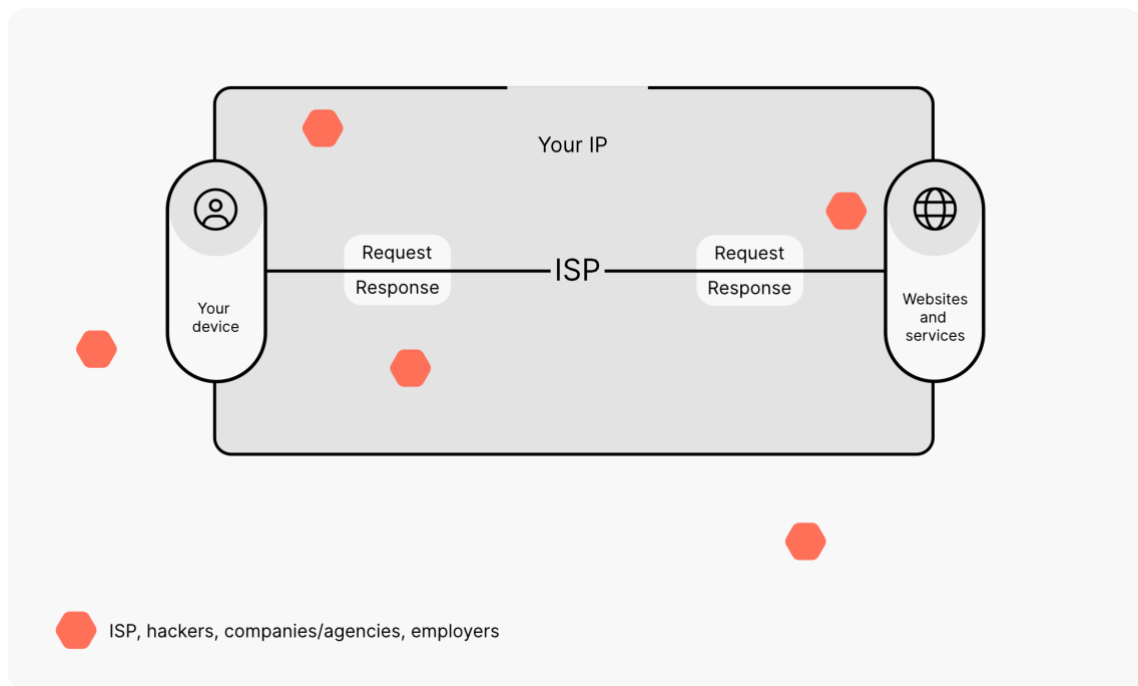 Your IP
Request
Response
ISP
Request
Response
Your
device
Websites
and
services
ISP, hackers, companies/agencies, employers